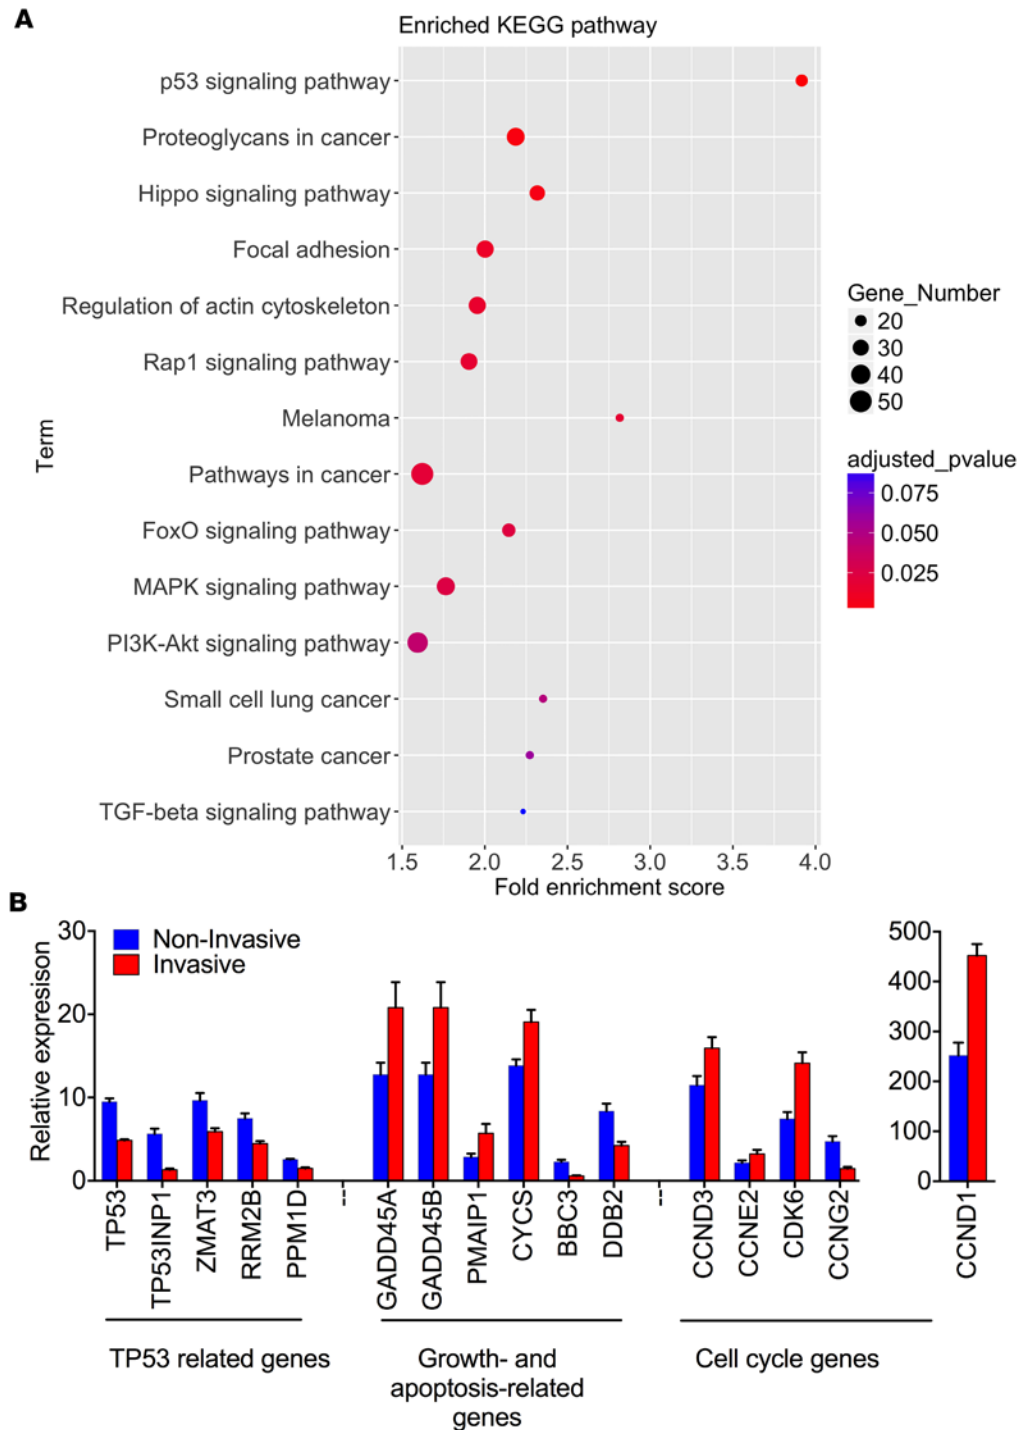 A
Enriched KEGG pathway
Term
p53 signaling pathway
Proteoglycans in cancer
Hippo signaling pathway
Focal adhesion
Regulation of actin cytoskeleton
Rap1 signaling pathway
Melanoma
Pathways in cancer
FoxO signaling pathway
MAPK signaling pathway
PI3K-Akt signaling pathway
Small cell lung cancer
Prostate cancer
TGF-beta signaling pathway
1.5 2.0 2.5 3.0 3.5 4.0
Fold enrichment score
Gene_Number
20
30
40
50
adjusted_pvalue
0.075
0.050
0.025
B
Relative expresison
30
20
10
0
Non-Invasive
Invasive
500
400
300
200
100
0
TP53
TP53INP1
ZMAT3
RRM2B
PPM1D
--
GADD45A
GADD45B
PMAIP1
CYCS
BBC3
DDB2
--
CCND3
CCNE2
CDK6
CCNG2
CCND1
TP53 related genes
Growth- and
apoptosis-related
genes
Cell cycle genes